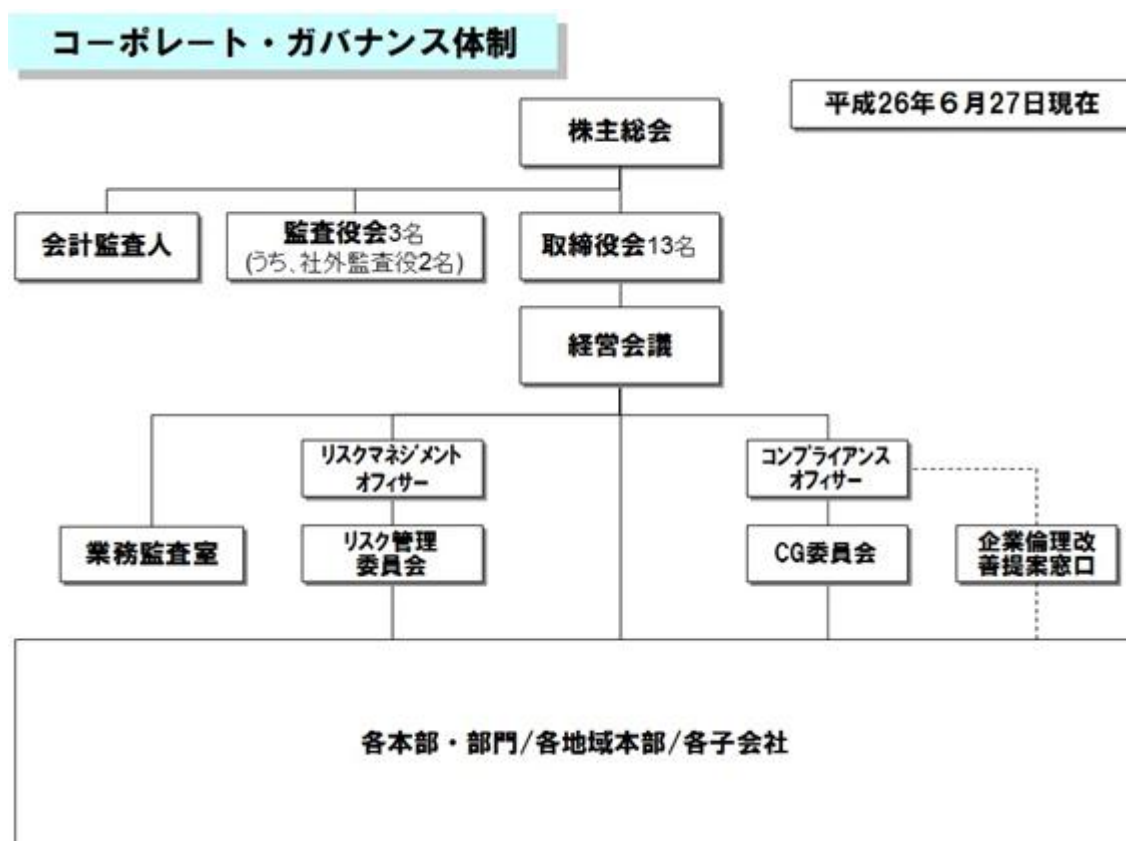 コーポレート・ガバナンス体制
平成26年6月27日現在
株主総会
会計監査人
監査役会3名
(うち、社外監査役2名)
取締役会13名
経営会議
リスクマネジメント
オフィサー
コンプライアンス
オフィサー
業務監査室
リスク管理
委員会
CG委員会
企業倫理改
善提案窓口
各本部・部門/各地域本部/各子会社